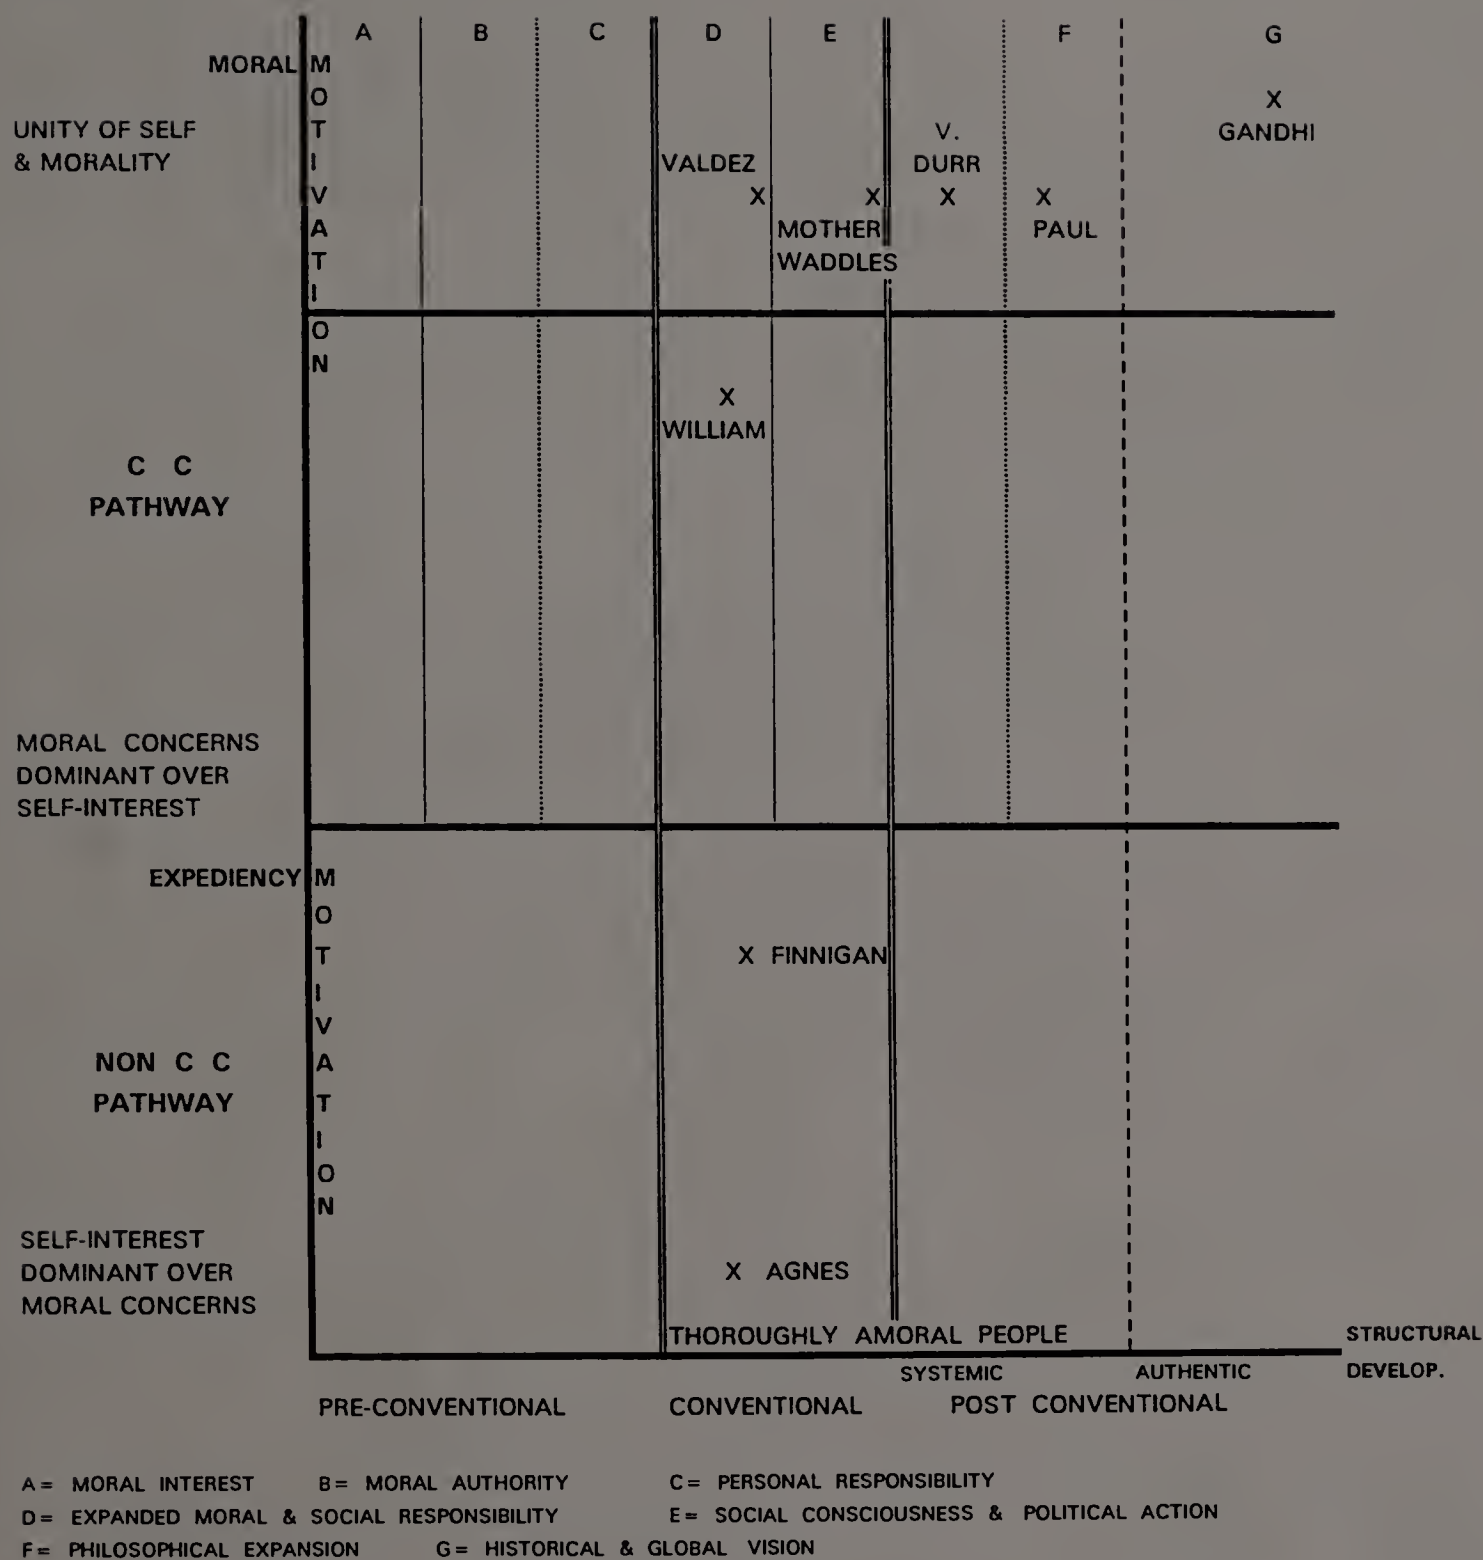 A B C D E F G
MORAL MOTIVATION
X
GANDHI
UNITY OF SELF
& MORALITY
V.
DURR
VALDEZ
X X X X
MOTHER
WADDLES
PAUL
X
WILLIAM
C C
PATHWAY
MORAL CONCERNS
DOMINANT OVER
SELF-INTEREST
EXPEDIENCY MOTIVATION
X FINNIGAN
NON C C
PATHWAY
SELF-INTEREST
DOMINANT OVER
MORAL CONCERNS
X AGNES
THOROUGHLY AMORAL PEOPLE
STRUCTURAL
DEVELOP.
SYSTEMIC AUTHENTIC
PRE-CONVENTIONAL CONVENTIONAL POST CONVENTIONAL
A= MORAL INTEREST B= MORAL AUTHORITY C= PERSONAL RESPONSIBILITY
D= EXPANDED MORAL & SOCIAL RESPONSIBILITY E= SOCIAL CONSCIOUSNESS & POLITICAL ACTION
F= PHILOSOPHICAL EXPANSION G= HISTORICAL & GLOBAL VISION